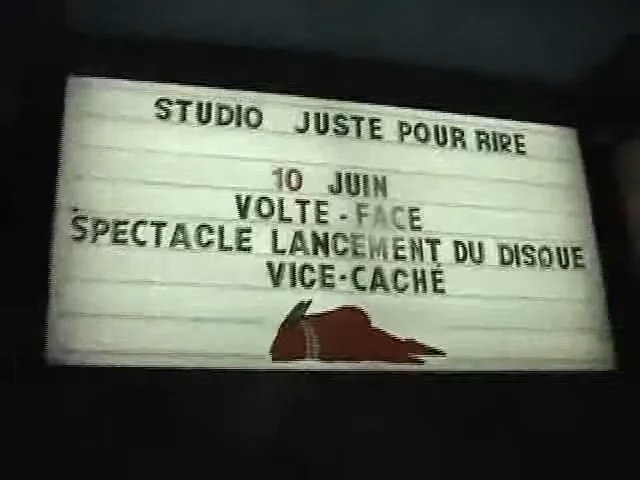 STUDIO JUSTE POUR RIRE
10 JUIN
VOLTE-FACE
SPECTACLE LANCEMENT DU DISQUE
VICE-CACHÉ